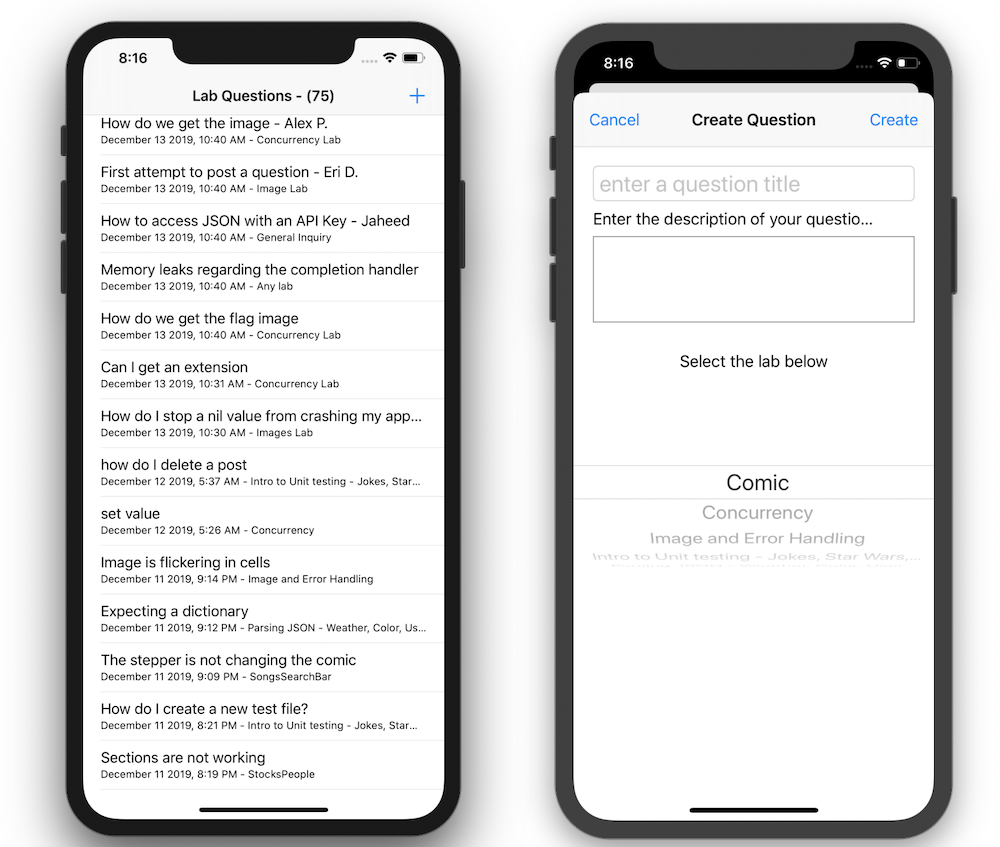 8:16
Lab Questions - (75)
+
How do we get the image - Alex P.
December 13 2019, 10:40 AM - Concurrency Lab
First attempt to post a question - Eri D.
December 13 2019, 10:40 AM - Image Lab
How to access JSON with an API Key - Jaheed
December 13 2019, 10:40 AM - General Inquiry
Memory leaks regarding the completion handler
December 13 2019, 10:40 AM - Any lab
How do we get the flag image
December 13 2019, 10:40 AM - Concurrency Lab
Can I get an extension
December 13 2019, 10:31 AM - Concurrency Lab
How do I stop a nil value from crashing my app...
December 13 2019, 10:30 AM - Images Lab
how do I delete a post
December 12 2019, 5:37 AM - Intro to Unit testing - Jokes, Star...
set value
December 12 2019, 5:26 AM - Concurrency
Image is flickering in cells
December 11 2019, 9:14 PM - Image and Error Handling
Expecting a dictionary
December 11 2019, 9:12 PM - Parsing JSON - Weather, Color, Us...
The stepper is not changing the comic
December 11 2019, 9:09 PM - SongsSearchBar
How do I create a new test file?
December 11 2019, 8:21 PM - Intro to Unit testing - Jokes, Star...
Sections are not working
December 11 2019, 8:19 PM - StocksPeople
8:16
Cancel Create Question Create
enter a question title
Enter the description of your questio...
Select the lab below
Comic
Concurrency
Image and Error Handling
Intro to Unit testing - Jokes, Star Wars,...